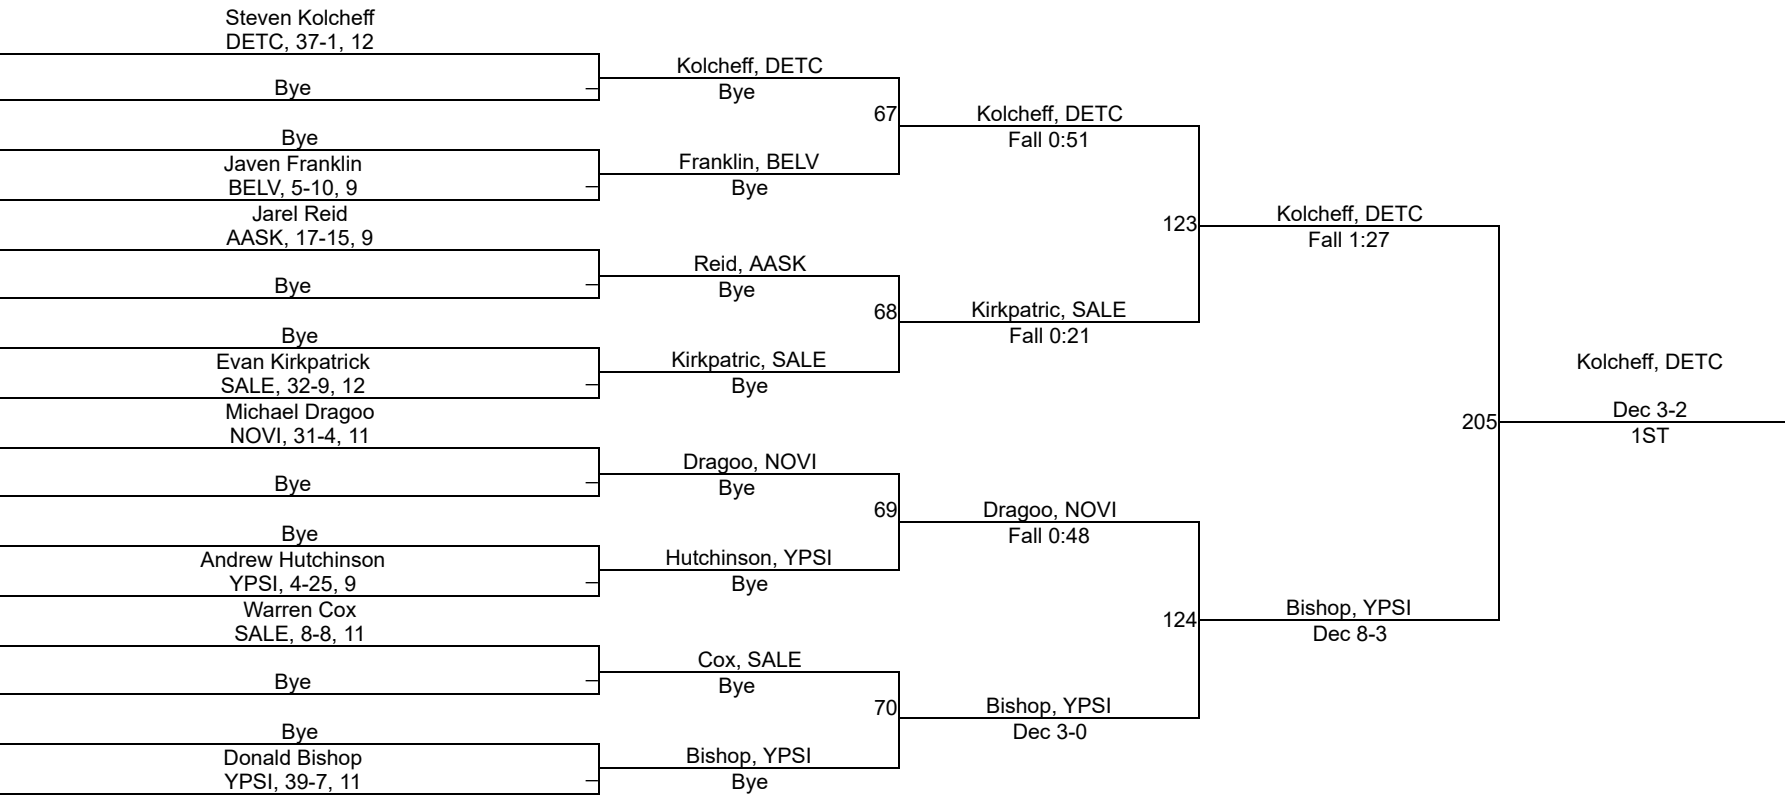 Steven Kolcheff
DETC, 37-1, 12
Bye
Bye
Javen Franklin
BELV, 5-10, 9
Jarel Reid
AASK, 17-15, 9
Bye
Bye
Evan Kirkpatrick
SALE, 32-9, 12
Michael Dragoo
NOVI, 31-4, 11
Bye
Bye
Andrew Hutchinson
YPSI, 4-25, 9
Warren Cox
SALE, 8-8, 11
Bye
Bye
Donald Bishop
YPSI, 39-7, 11
Kolcheff, DETC
Bye
67
Franklin, BELV
Bye
Reid, AASK
Bye
68
Kirkpatric, SALE
Bye
Dragoo, NOVI
Bye
69
Hutchinson, YPSI
Bye
Cox, SALE
Bye
70
Bishop, YPSI
Bye
Kolcheff, DETC
Fall 0:51
123
Kirkpatric, SALE
Fall 0:21
Dragoo, NOVI
Fall 0:48
124
Bishop, YPSI
Dec 3-0
Kolcheff, DETC
Fall 1:27
205
Bishop, YPSI
Dec 8-3
Kolcheff, DETC
Dec 3-2
1ST